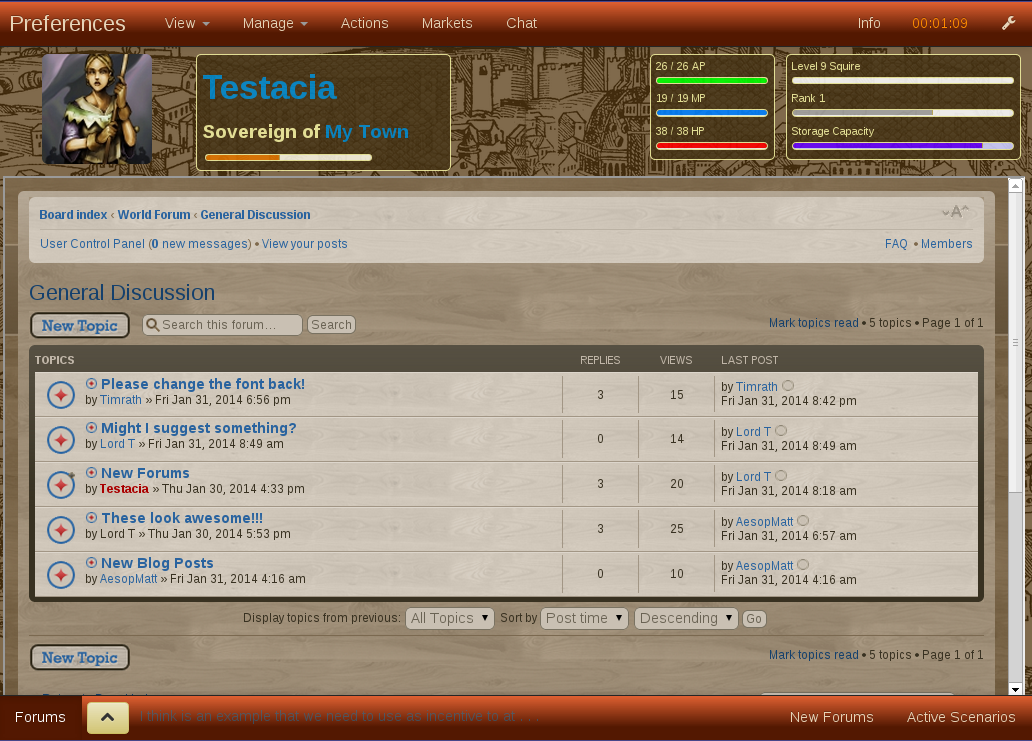 Preferences View Manage Actions Markets Chat Info 00:01:09
Testacia
Sovereign of My Town
26 / 26 AP
19 / 19 MP
38 / 38 HP
Level 9 Squire
Rank 1
Storage Capacity
Board index ‹ World Forum ‹ General Discussion
User Control Panel (0 new messages) • View your posts FAQ • Members
General Discussion
New Topic Search this forum… Search Mark topics read • 5 topics • Page 1 of 1
TOPICS REPLIES VIEWS LAST POST
Please change the font back!
by Timrath » Fri Jan 31, 2014 6:56 pm
3 15
by Timrath
Fri Jan 31, 2014 8:42 pm
Might I suggest something?
by Lord T » Fri Jan 31, 2014 8:49 am
0 14
by Lord T
Fri Jan 31, 2014 8:49 am
New Forums
by Testacia » Thu Jan 30, 2014 4:33 pm
3 20
by Lord T
Fri Jan 31, 2014 8:18 am
These look awesome!!!
by Lord T » Thu Jan 30, 2014 5:53 pm
3 25
by AesopMatt
Fri Jan 31, 2014 6:57 am
New Blog Posts
by AesopMatt » Fri Jan 31, 2014 4:16 am
0 10
by AesopMatt
Fri Jan 31, 2014 4:16 am
Display topics from previous: All Topics Sort by Post time Descending Go
New Topic Mark topics read • 5 topics • Page 1 of 1
Forums I think is an example that we need to use as incentive to New Forums Active Scenarios